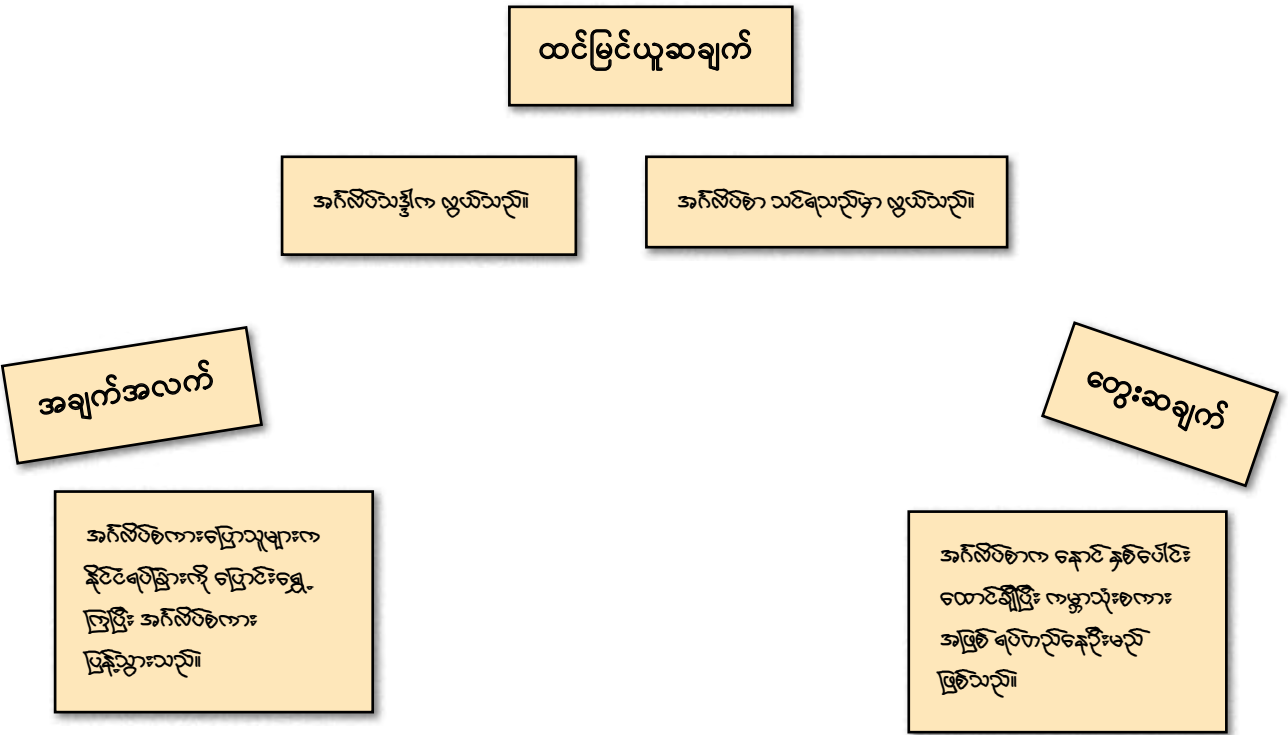 ထင်မြင်ယူဆချက်
အင်္ဂလိပ်သဒ္ဒါက လွယ်သည်။
အင်္ဂလိပ်စာ သင်ရသည်မှာ လွယ်သည်။
အချက်အလက်
တွေးဆချက်
အင်္ဂလိပ်စကားပြောသူများက
နိုင်ငံရပ်ခြားကို ပြောင်းရွှေ့
ကြပြီး အင်္ဂလိပ်စကား
ပြန့်သွားသည်။
အင်္ဂလိပ်စာက နောင် နှစ်ပေါင်း
ထောင်ချီပြီး ကမ္ဘာသုံးစကား
အဖြစ် ရပ်တည်နေဦးမည်
ဖြစ်သည်။